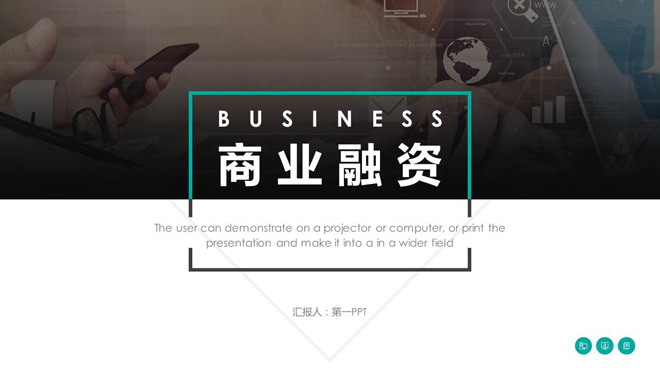 WWW.
A
BUSINESS
商业融资
The user can demonstrate on a projector or computer, or print the
presentation and make it into a in a wider field
汇报人：第一PPT